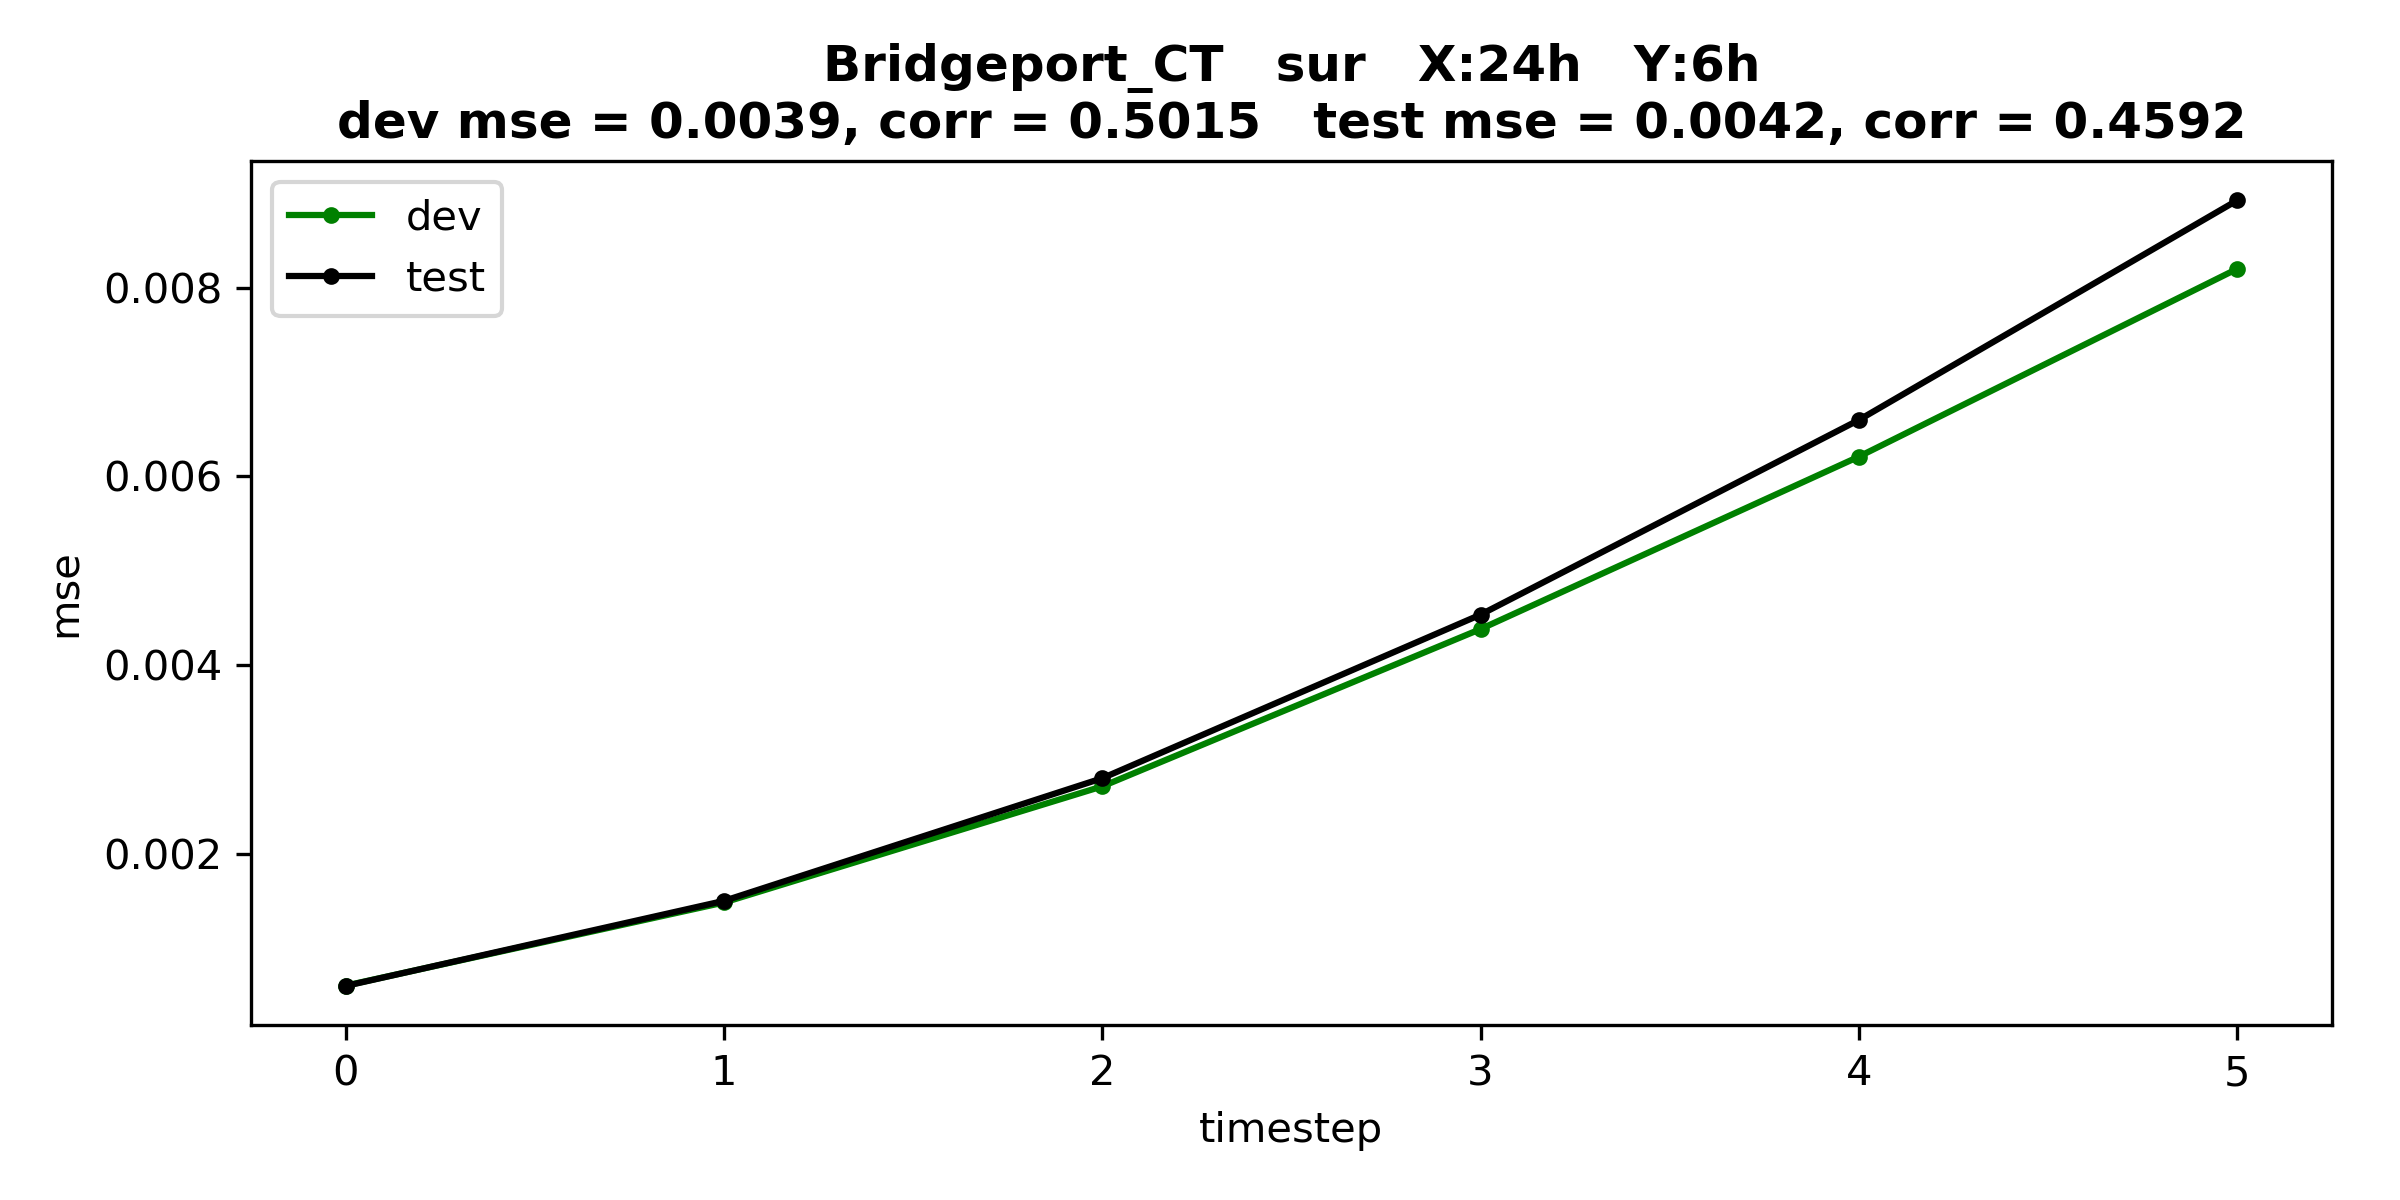 Bridgeport_CT   sur   X:24h   Y:6h
dev mse = 0.0039, corr = 0.5015   test mse = 0.0042, corr = 0.4592
dev
test
0.008
0.006
0.004
0.002
mse
0 1 2 3 4 5
timestep